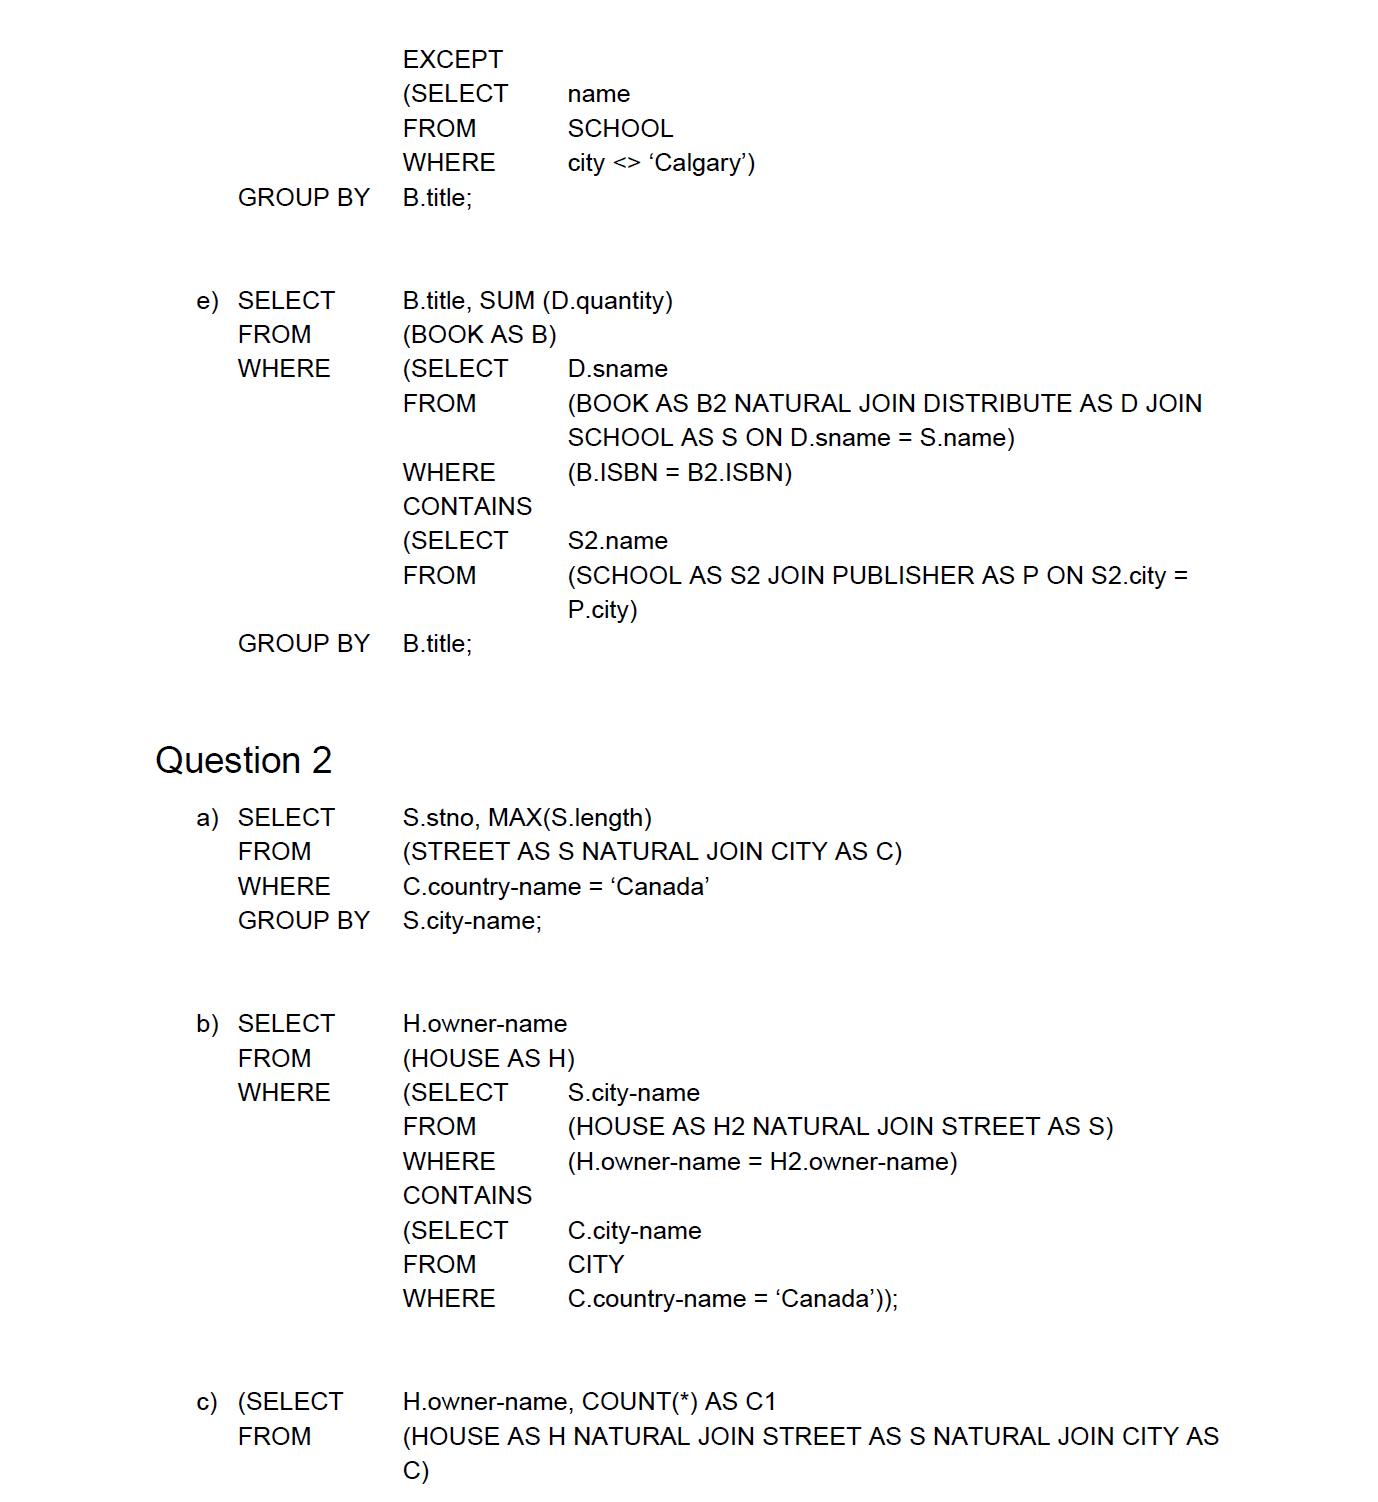 EXCEPT
(SELECT name
FROM SCHOOL
WHERE city <> ‘Calgary’)
GROUP BY B.title;
e) SELECT B.title, SUM (D.quantity)
FROM (BOOK AS B)
WHERE (SELECT D.sname
FROM (BOOK AS B2 NATURAL JOIN DISTRIBUTE AS D JOIN
SCHOOL AS S ON D.sname = S.name)
WHERE (B.ISBN = B2.ISBN)
CONTAINS
(SELECT S2.name
FROM (SCHOOL AS S2 JOIN PUBLISHER AS P ON S2.city =
P.city)
GROUP BY B.title;
Question 2
a) SELECT S.stno, MAX(S.length)
FROM (STREET AS S NATURAL JOIN CITY AS C)
WHERE C.country-name = ‘Canada’
GROUP BY S.city-name;
b) SELECT H.owner-name
FROM (HOUSE AS H)
WHERE (SELECT S.city-name
FROM (HOUSE AS H2 NATURAL JOIN STREET AS S)
WHERE (H.owner-name = H2.owner-name)
CONTAINS
(SELECT C.city-name
FROM CITY
WHERE C.country-name = ‘Canada’));
c) (SELECT H.owner-name, COUNT(*) AS C1
FROM (HOUSE AS H NATURAL JOIN STREET AS S NATURAL JOIN CITY AS
C)